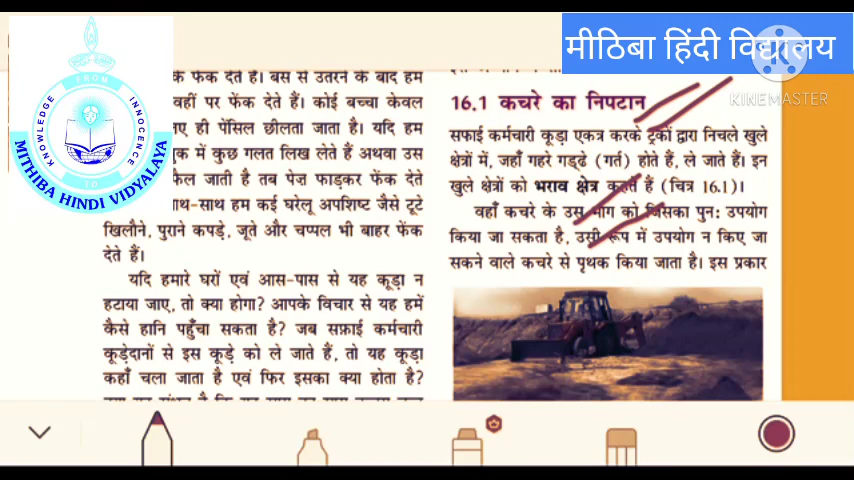 मीठिबा हिंदी विद्यालय
KINEMASTER
FROM
KNOWLEDGE
INNOCENCE
TO
MITHIBA HINDI VIDYALAYA
क फेंक देते हैं। बस से उतरने के बाद हम
वहीं पर फेंक देते हैं। कोई बच्चा केवल
ही पेंसिल छीलता जाता है। यदि हम
में कुछ गलत लिख लेते हैं अथवा उस
जाती है तब पेज़ फाड़कर फेंक देते
हम कई घरेलू अपशिष्ट जैसे टूटे
खिलौने, पुराने कपड़े, जूते और चप्पल भी बाहर फेंक
देते हैं।
यदि हमारे घरों एवं आस-पास से यह कूड़ा न
हटाया जाए, तो क्या होगा? आपके विचार से यह हमें
कैसे हानि पहुँचा सकता है? जब सफ़ाई कर्मचारी
कूड़ेदानों से इस कूड़े को ले जाते हैं, तो यह कूड़ा
कहाँ चला जाता है एवं फिर इसका क्या होता है?
16.1 कचरे का निपटान
सफाई कर्मचारी कूड़ा एकत्र करके ट्रकों द्वारा निचले खुले
क्षेत्रों में, जहाँ गहरे गड्ढे (गर्त) होते हैं, ले जाते हैं। इन
खुले क्षेत्रों को भराव क्षेत्र कहते हैं (चित्र 16.1)।
वहाँ कचरे के उस भाग को जिसका पुन: उपयोग
किया जा सकता है, उसी रूप में उपयोग न किए जा
सकने वाले कचरे से पृथक किया जाता है। इस प्रकार